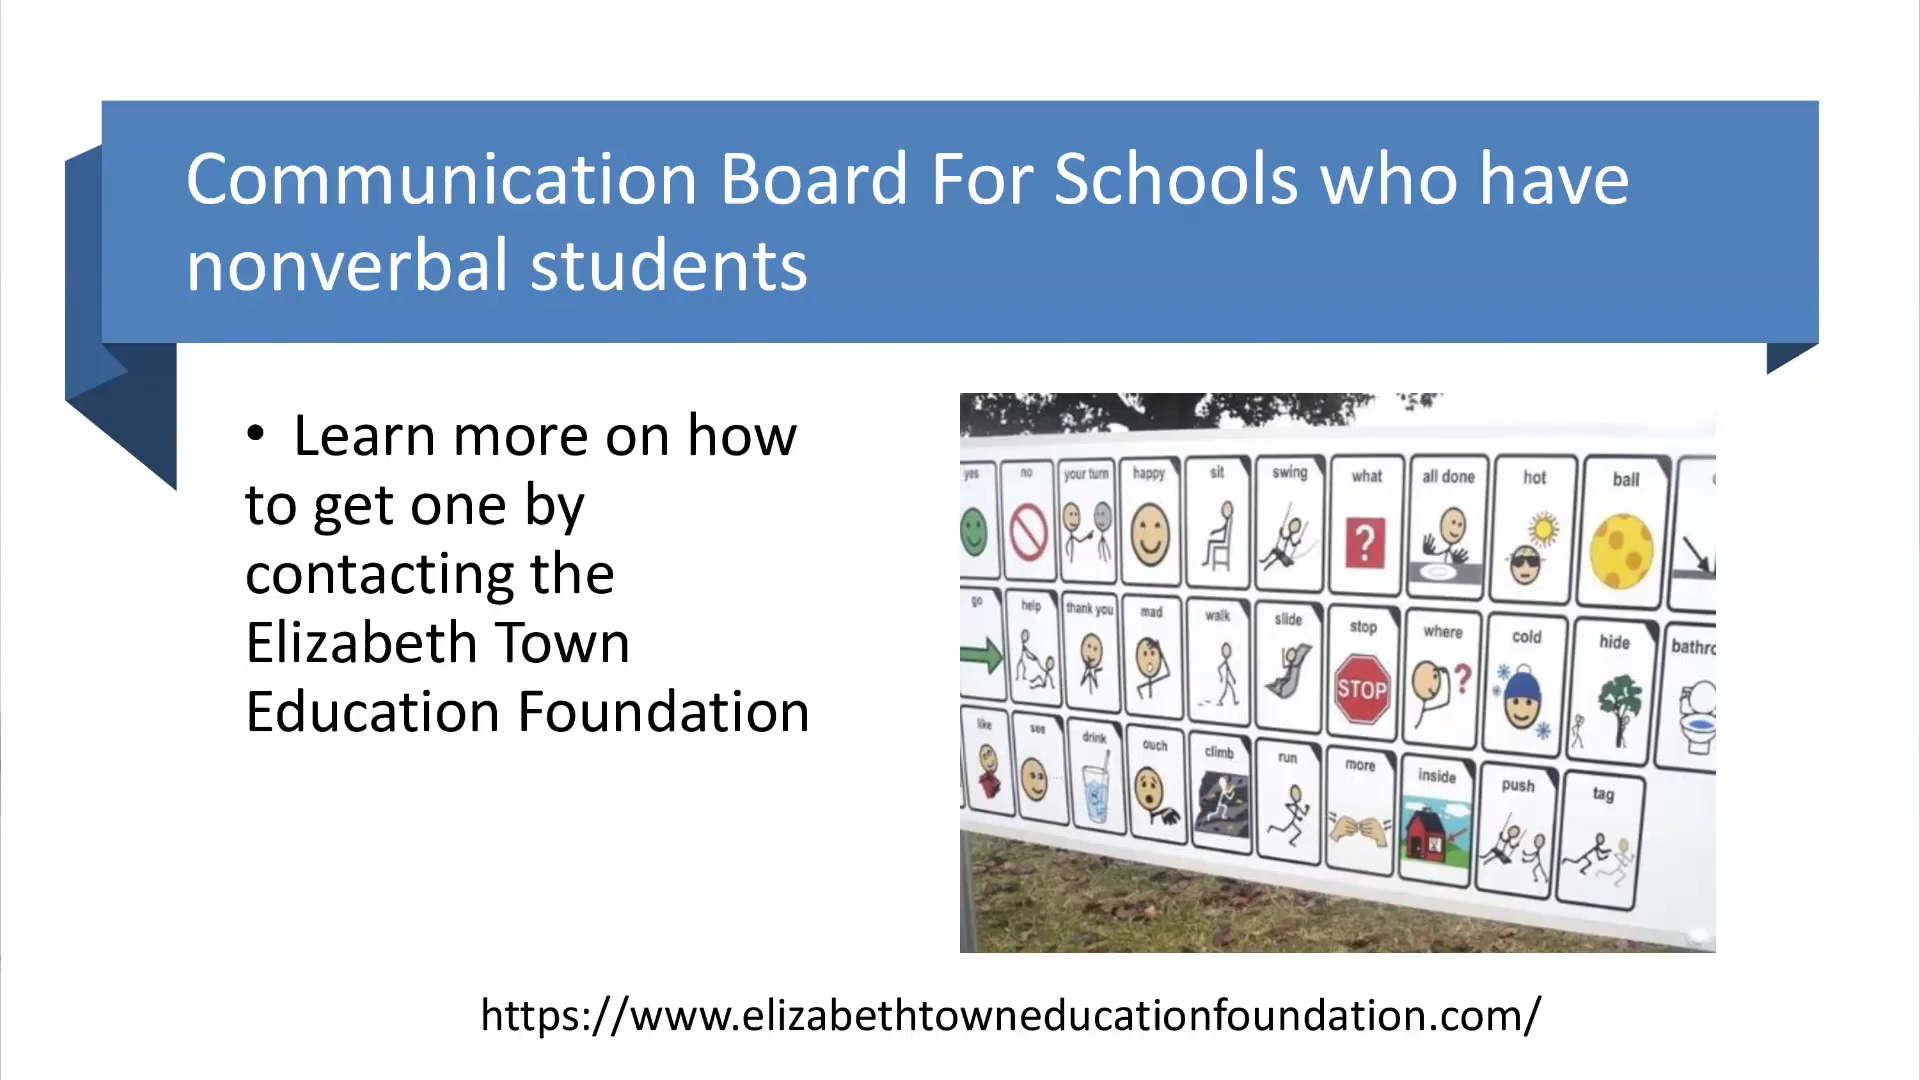 Communication Board For Schools who have
nonverbal students
• Learn more on how
to get one by
contacting the
Elizabeth Town
Education Foundation
yes no your turn happy sit swing what all done hot ball
?
go help thank you mad walk slide stop where cold hide
STOP ?
like see drink ouch climb run more inside push tag
https://www.elizabethtowneducationfoundation.com/